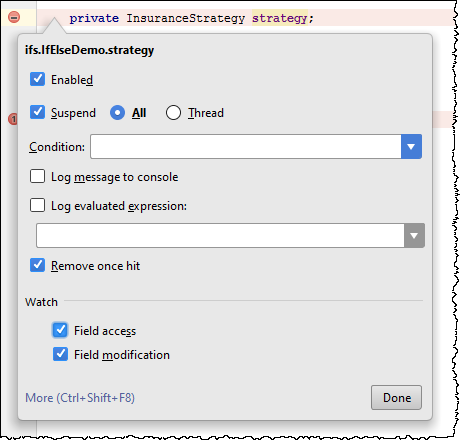 private InsuranceStrategy strategy;
ifs.IfElseDemo.strategy
Enabled
Suspend All Thread
Condition:
Log message to console
Log evaluated expression:
Remove once hit
Watch
Field access
Field modification
More (Ctrl+Shift+F8) Done